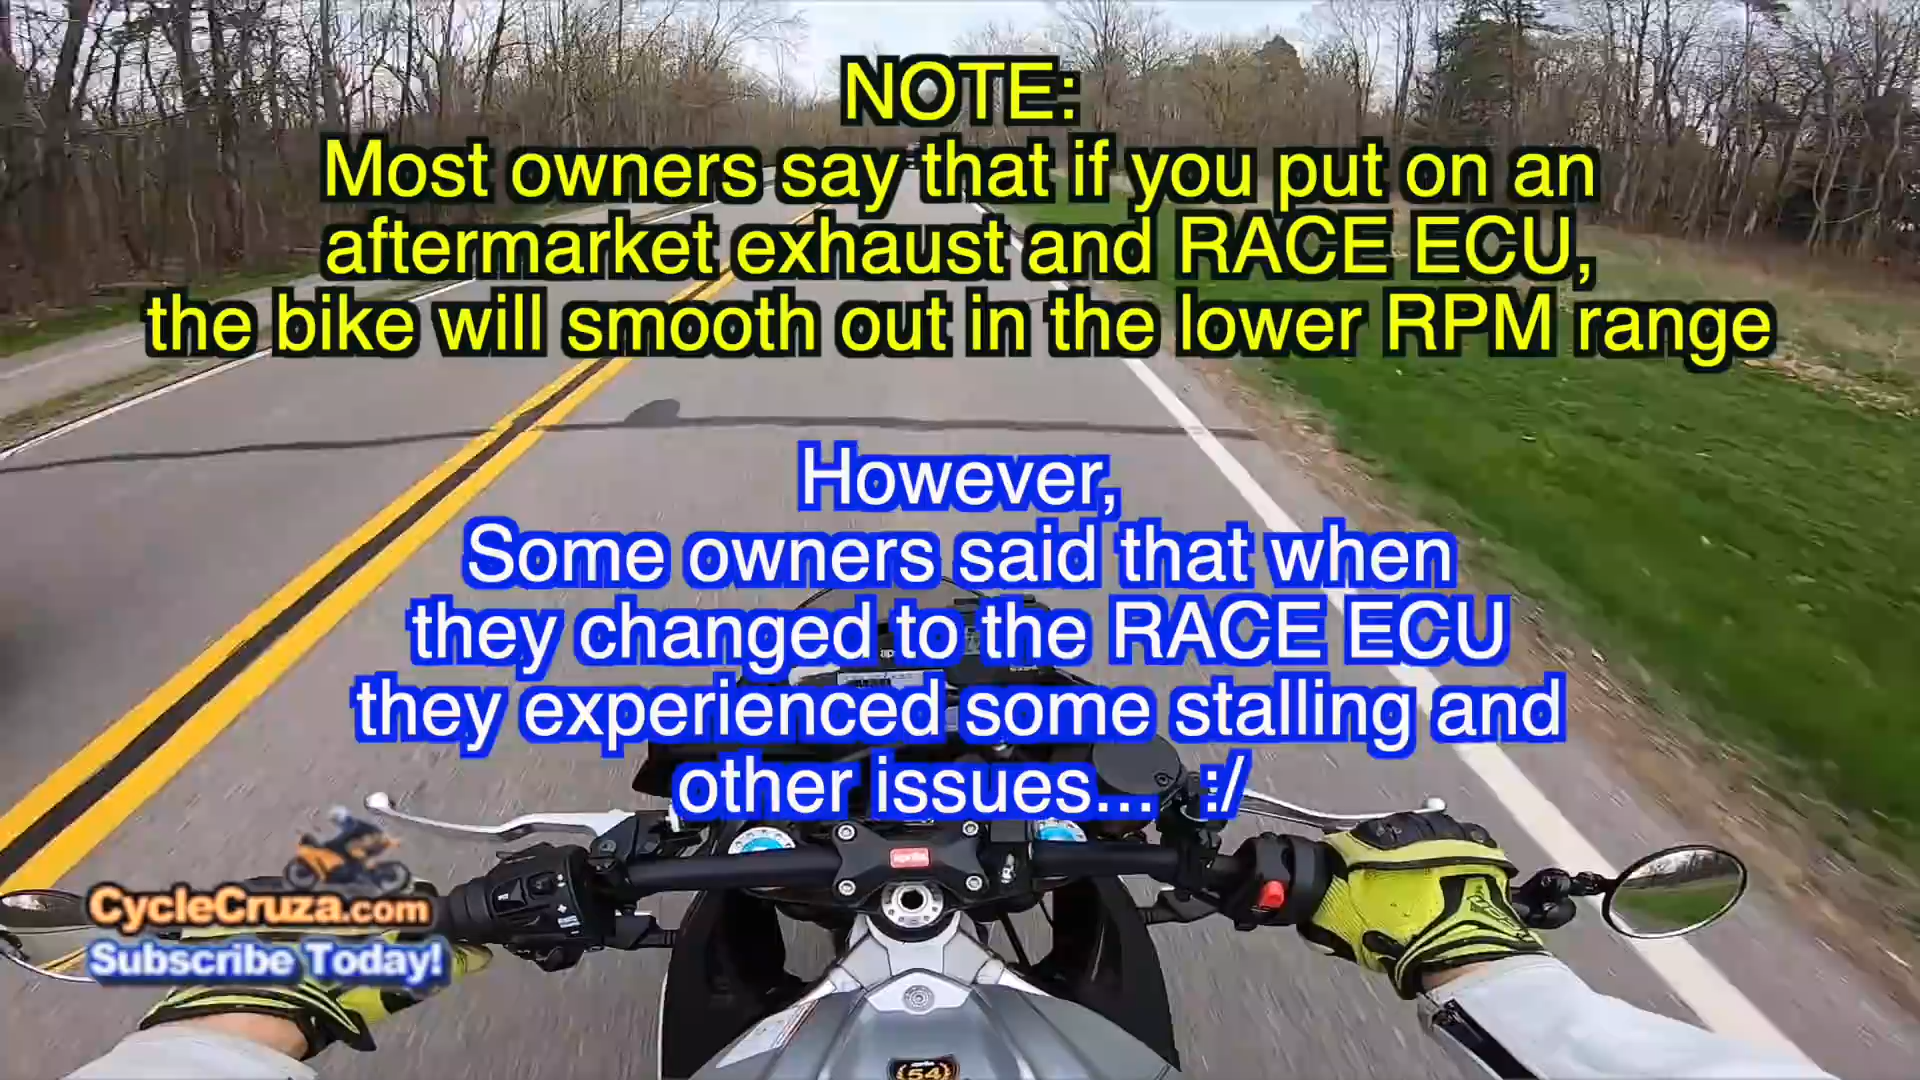 NOTE:
Most owners say that if you put on an
aftermarket exhaust and RACE ECU,
the bike will smooth out in the lower RPM range
However,
Some owners said that when
they changed to the RACE ECU
they experienced some stalling and
other issues... :/
CycleCruza.com
Subscribe Today!
aprilia
54